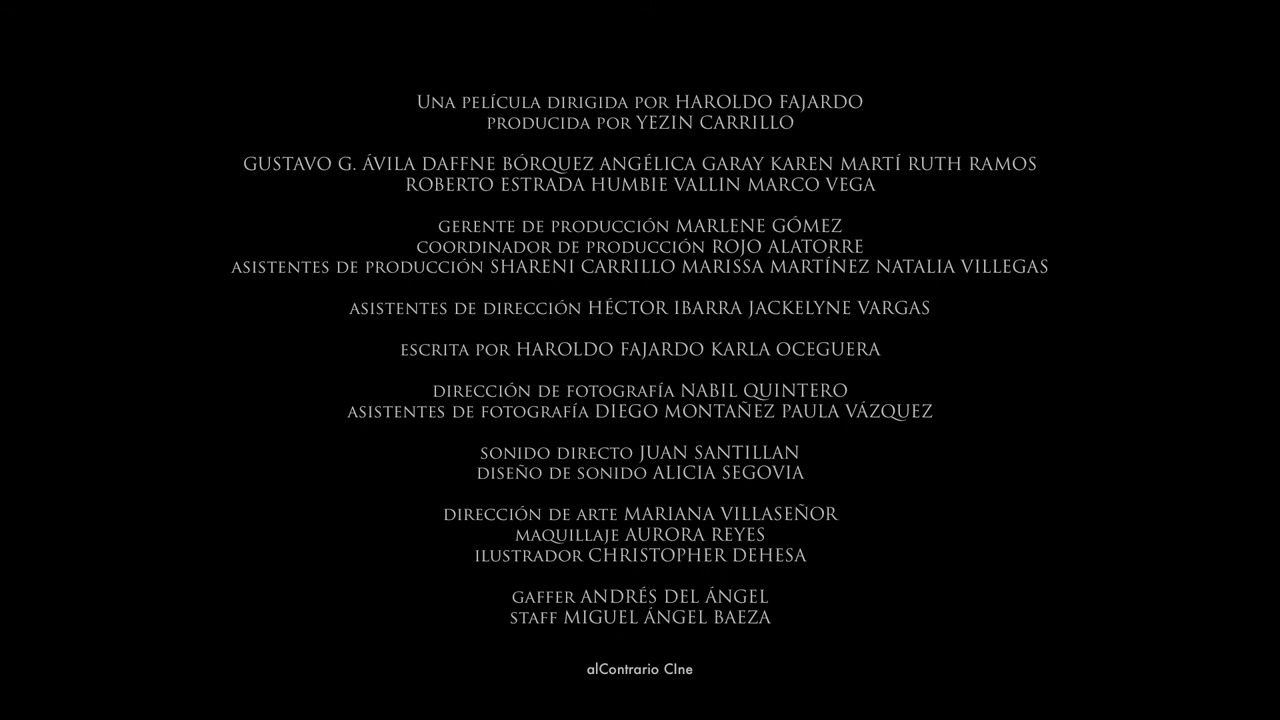 Una película dirigida por HAROLDO FAJARDO
producida por YEZIN CARRILLO
GUSTAVO G. ÁVILA DAFFNE BÓRQUEZ ANGÉLICA GARAY KAREN MARTÍ RUTH RAMOS
ROBERTO ESTRADA HUMBIE VALLIN MARCO VEGA
gerente de producción MARLENE GÓMEZ
coordinador de producción ROJO ALATORRE
asistentes de producción SHARENI CARRILLO MARISSA MARTÍNEZ NATALIA VILLEGAS
asistentes de dirección HÉCTOR IBARRA JACKELYNE VARGAS
escrita por HAROLDO FAJARDO KARLA OCEGUERA
dirección de fotografía NABIL QUINTERO
asistentes de fotografía DIEGO MONTAÑEZ PAULA VÁZQUEZ
sonido directo JUAN SANTILLAN
diseño de sonido ALICIA SEGOVIA
dirección de arte MARIANA VILLASEÑOR
maquillaje AURORA REYES
ilustrador CHRISTOPHER DEHESA
gaffer ANDRÉS DEL ÁNGEL
staff MIGUEL ÁNGEL BAEZA
alContrario CIne